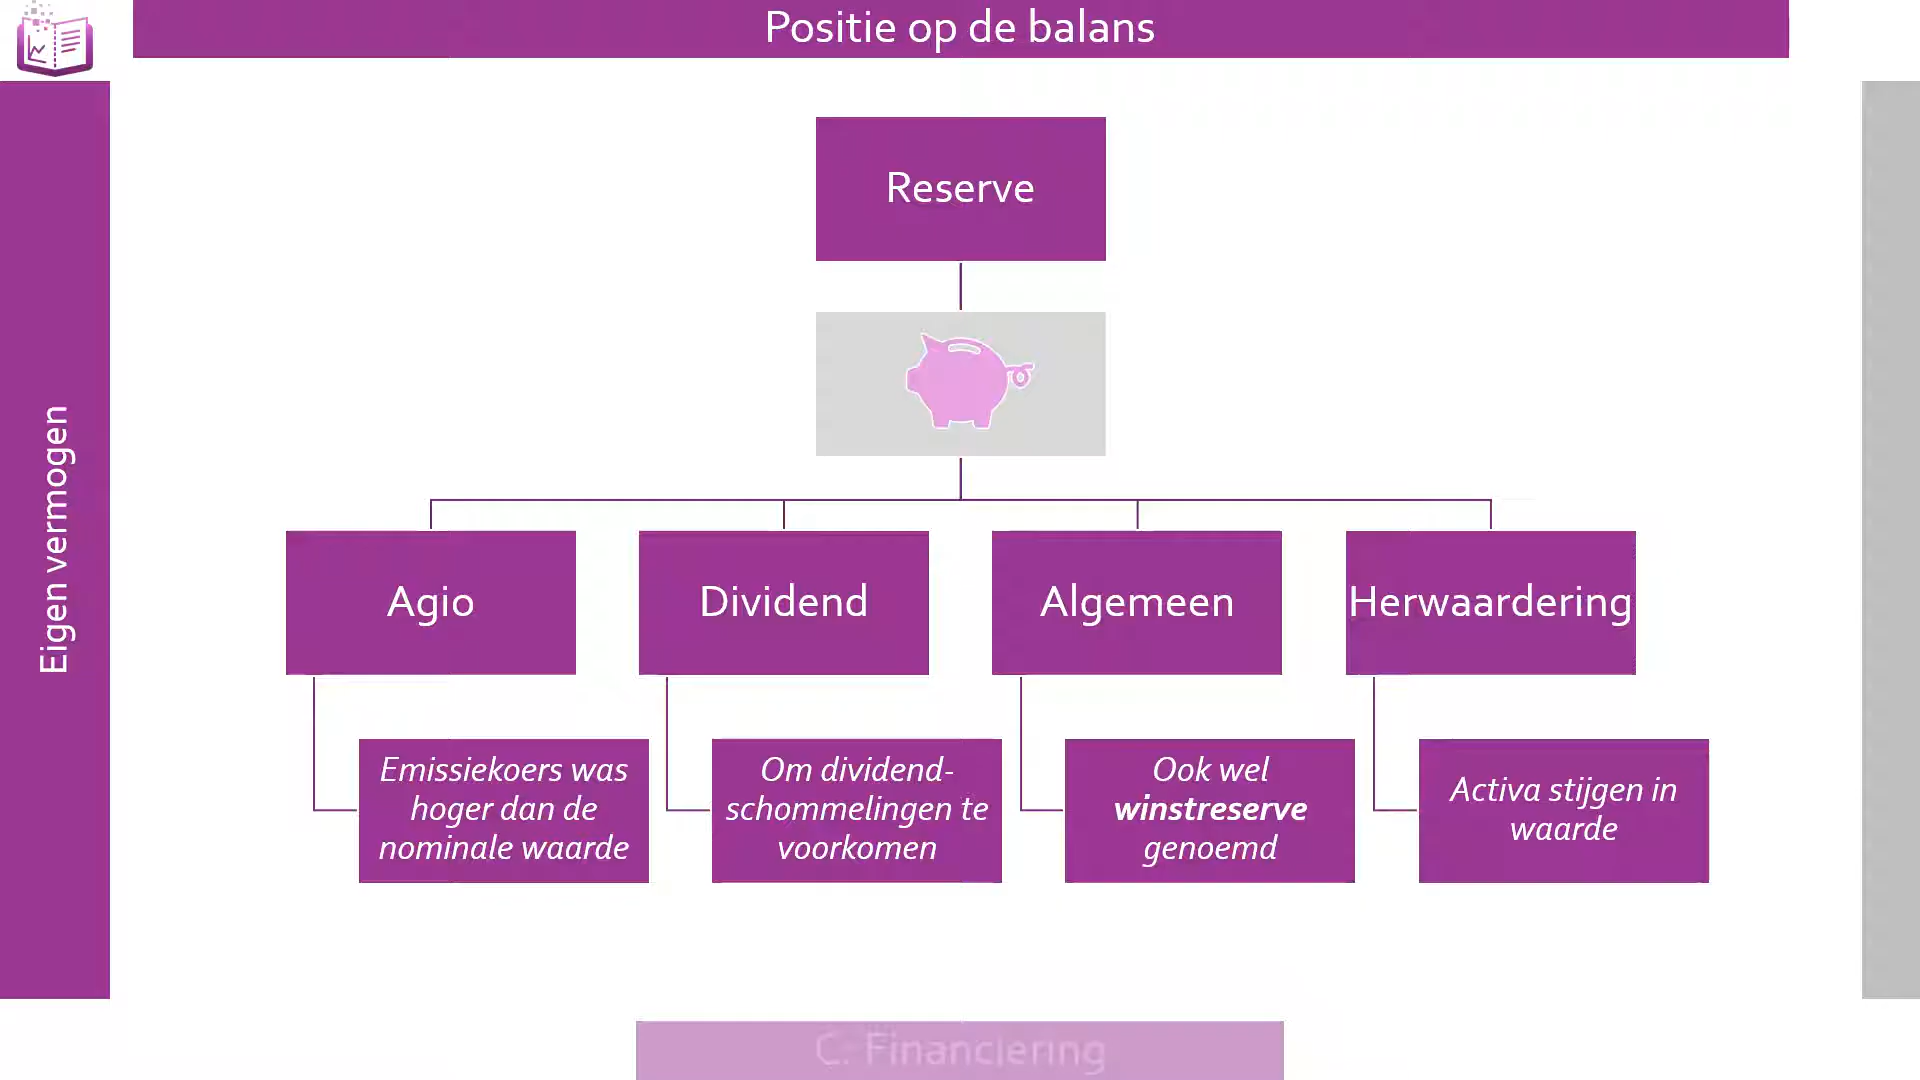 Positie op de balans
Eigen vermogen
Reserve
Agio
Dividend
Algemeen
Herwaardering
Emissiekoers was
hoger dan de
nominale waarde
Om dividend-
schommelingen te
voorkomen
Ook wel
winstreserve
genoemd
Activa stijgen in
waarde
C. Financiering